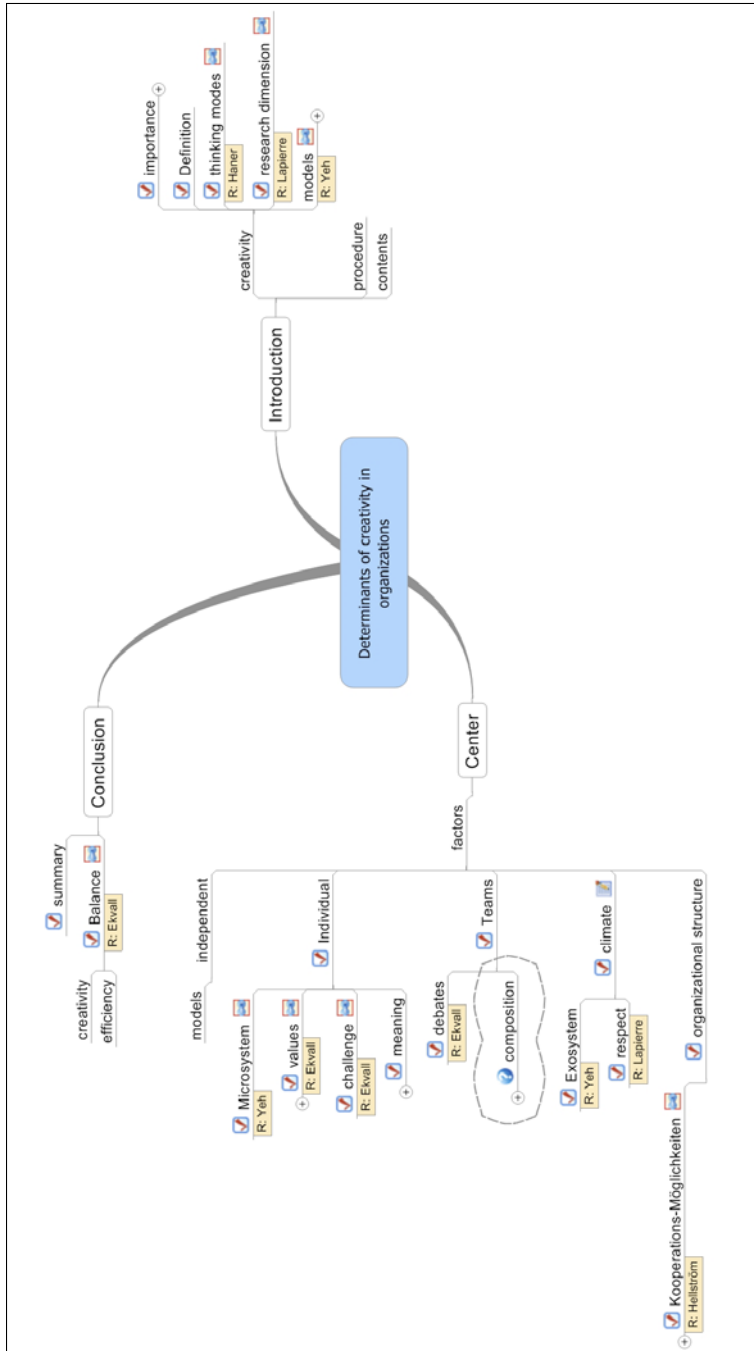 Determinants of creativity in
organizations
Introduction
creativity
importance
Definition
thinking modes
R: Haner
research dimension
R: Lapierre
models
R: Yeh
procedure
contents
Center
factors
independent
models
Individual
Microsystem
R: Yeh
values
R: Ekvall
challenge
R: Ekvall
meaning
Teams
debates
R: Ekvall
composition
climate
Exosystem
R: Yeh
respect
R: Lapierre
organizational structure
Kooperations-Möglichkeiten
R: Hellström
Conclusion
summary
Balance
R: Ekvall
creativity
efficiency